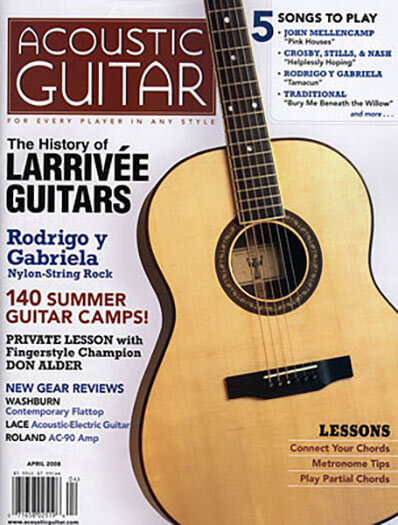 ACOUSTIC
GUITAR
FOR EVERY PLAYER IN ANY STYLE
5 SONGS TO PLAY
• JOHN MELLENCAMP
"Pink Houses"
• CROSBY, STILLS, & NASH
"Helplessly Hoping"
• RODRIGO Y GABRIELA
"Tamacun"
• TRADITIONAL
"Bury Me Beneath the Willow"
and more . . .
The History of
LARRIVÉE
GUITARS
Rodrigo y
Gabriela
Nylon-String Rock
140 SUMMER
GUITAR CAMPS!
PRIVATE LESSON with
Fingerstyle Champion
DON ALDER
NEW GEAR REVIEWS
WASHBURN
Contemporary Flattop
LACE Acoustic-Electric Guitar
ROLAND AC-90 Amp
LESSONS
Connect Your Chords
Metronome Tips
Play Partial Chords
APRIL 2008
04
www.acousticguitar.com